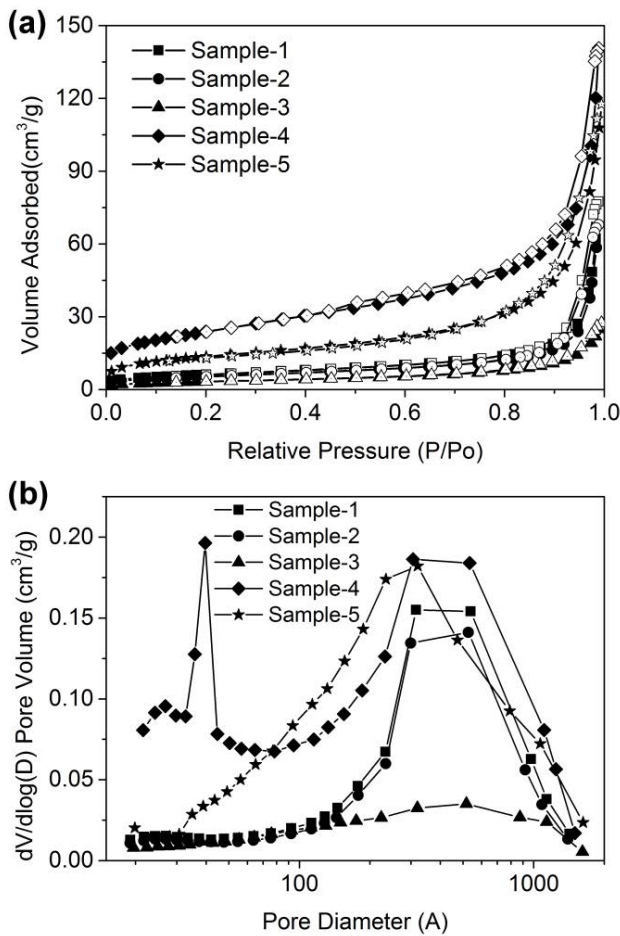 (a)
150
120
90
60
30
0
Volume Adsorbed(cm³/g)
Sample-1
Sample-2
Sample-3
Sample-4
Sample-5
0.0 0.2 0.4 0.6 0.8 1.0
Relative Pressure (P/Po)
(b)
0.20
0.15
0.10
0.05
0.00
dV/dlog(D) Pore Volume (cm³/g)
Sample-1
Sample-2
Sample-3
Sample-4
Sample-5
100 1000
Pore Diameter (A)